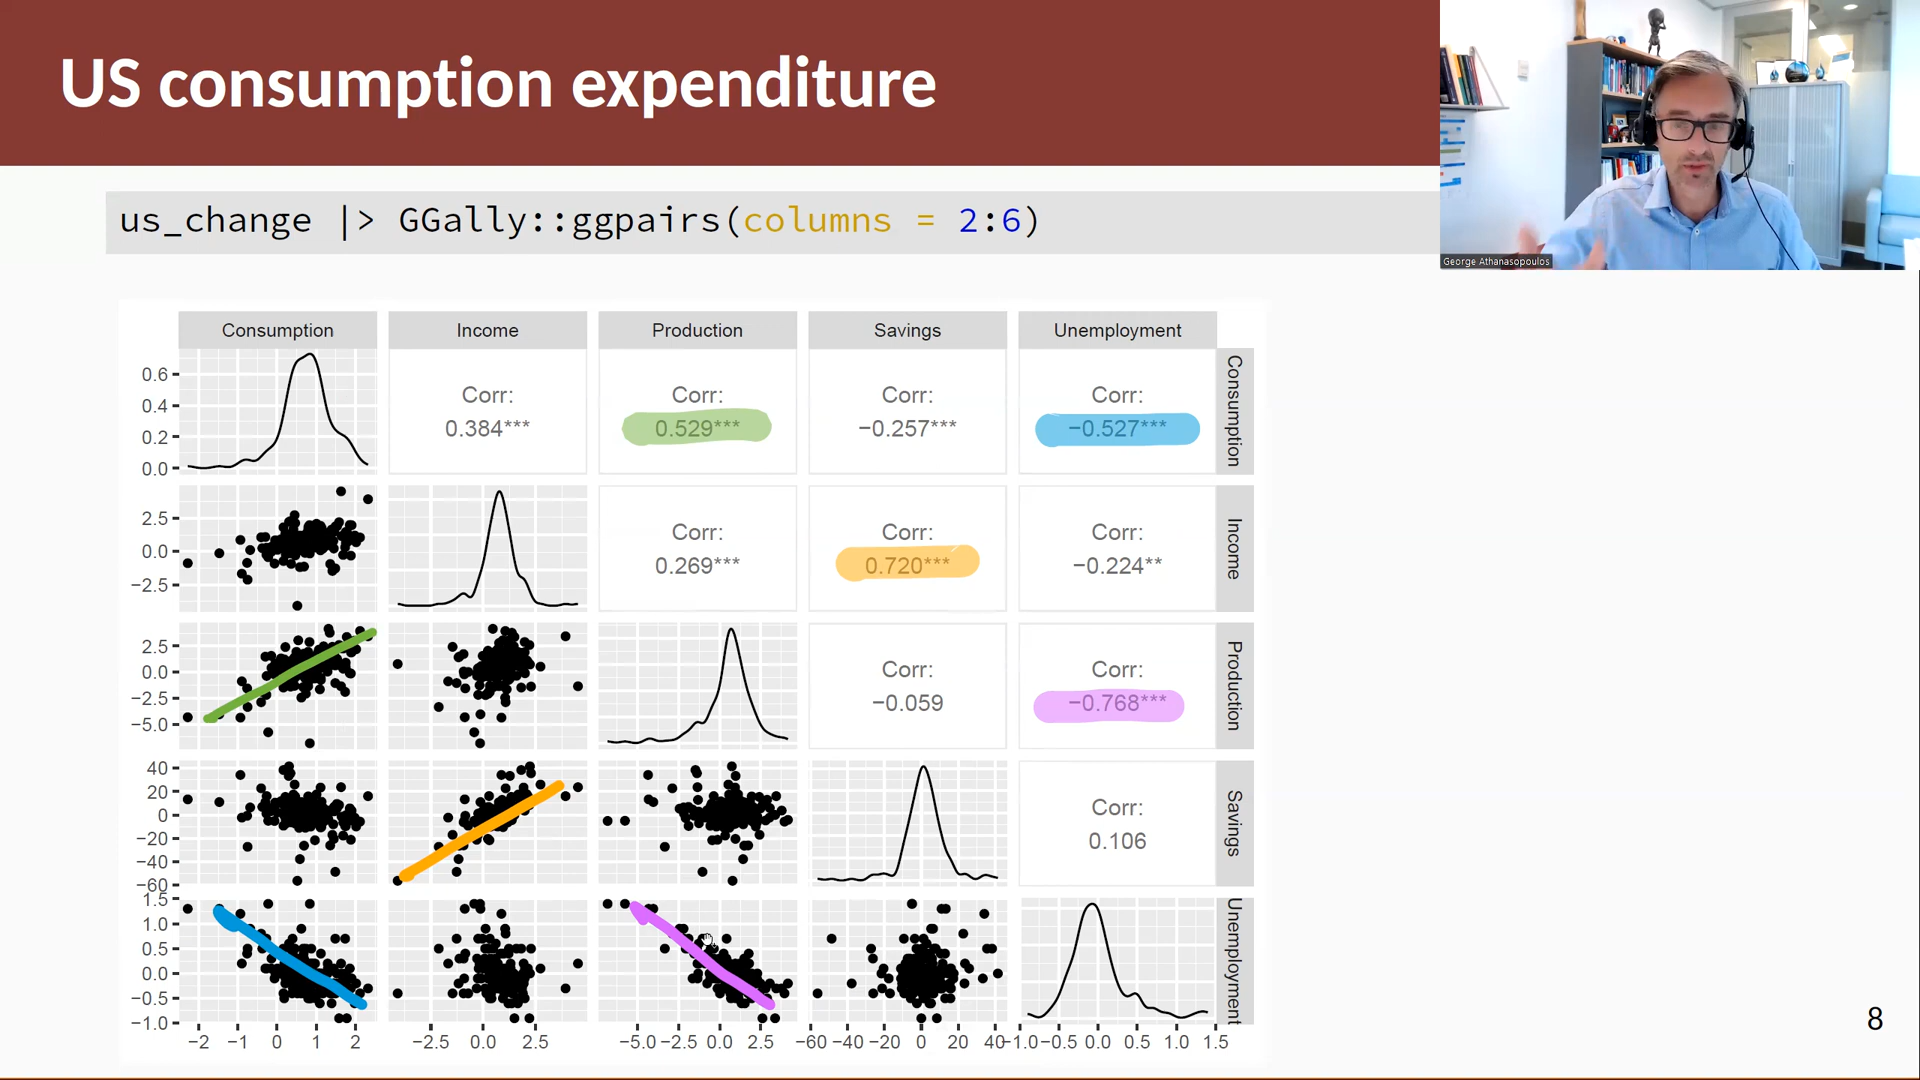 US consumption expenditure
George Athanasopoulos
us_change |> GGally::ggpairs(columns = 2:6)
Consumption Income Production Savings Unemployment
0.6
0.4
0.2
0.0
Corr:
0.384***
Corr:
0.529***
Corr:
−0.257***
Corr:
−0.527***
Consumption
2.5
0.0
−2.5
Corr:
0.269***
Corr:
0.720***
Corr:
−0.224**
Income
2.5
0.0
−2.5
−5.0
Corr:
−0.059
Corr:
−0.768***
Production
40
20
0
−20
−40
−60
Corr:
0.106
Savings
1.5
1.0
0.5
0.0
−0.5
−1.0
Unemployment
−2 −1 0 1 2
−2.5 0.0 2.5
−5.0 −2.5 0.0 2.5
−60 −40 −20 0 20 40
−1.0 −0.5 0.0 0.5 1.0 1.5
8